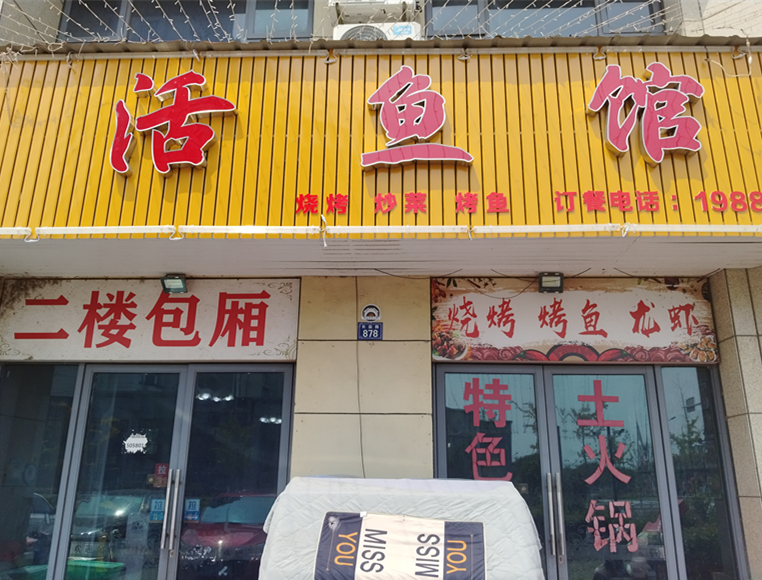 活鱼馆
烧烤 炒菜 烤鱼 订餐电话：1988
二楼包厢
878
烧烤 烤鱼 龙虾
特色
土火锅
YOU
MISS
MISS
YOU